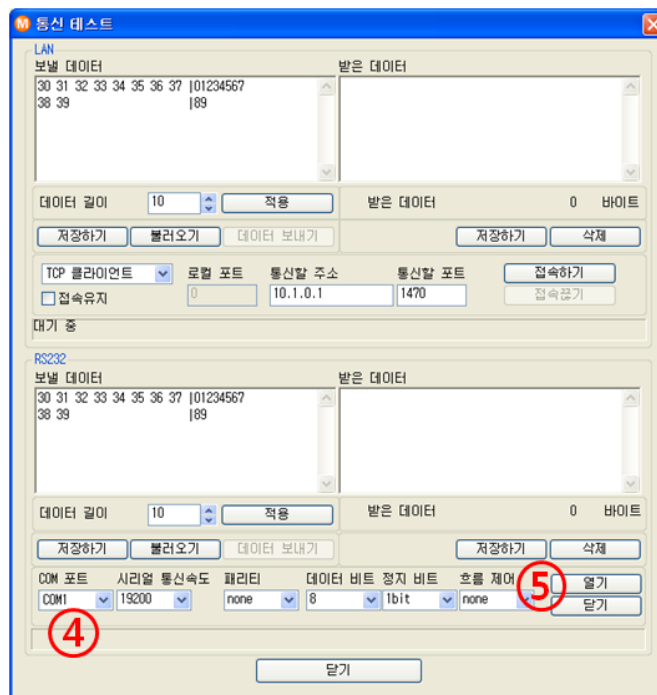 통신 테스트
LAN
보낼 데이터 받은 데이터
30 31 32 33 34 35 36 37 |01234567
38 39 |89
데이터 길이 10 적용 받은 데이터 0 바이트
저장하기 불러오기 데이터 보내기 저장하기 삭제
TCP 클라이언트 로컬 포트 통신할 주소 통신할 포트 접속하기
접속유지 0 10.1.0.1 1470 접속끊기
대기 중
RS232
보낼 데이터 받은 데이터
30 31 32 33 34 35 36 37 |01234567
38 39 |89
데이터 길이 10 적용 받은 데이터 0 바이트
저장하기 불러오기 데이터 보내기 저장하기 삭제
COM 포트 시리얼 통신속도 패리티 데이터 비트 정지 비트 흐름 제어 ⑤ 열기
COM1 19200 none 8 1bit none 닫기
④
닫기